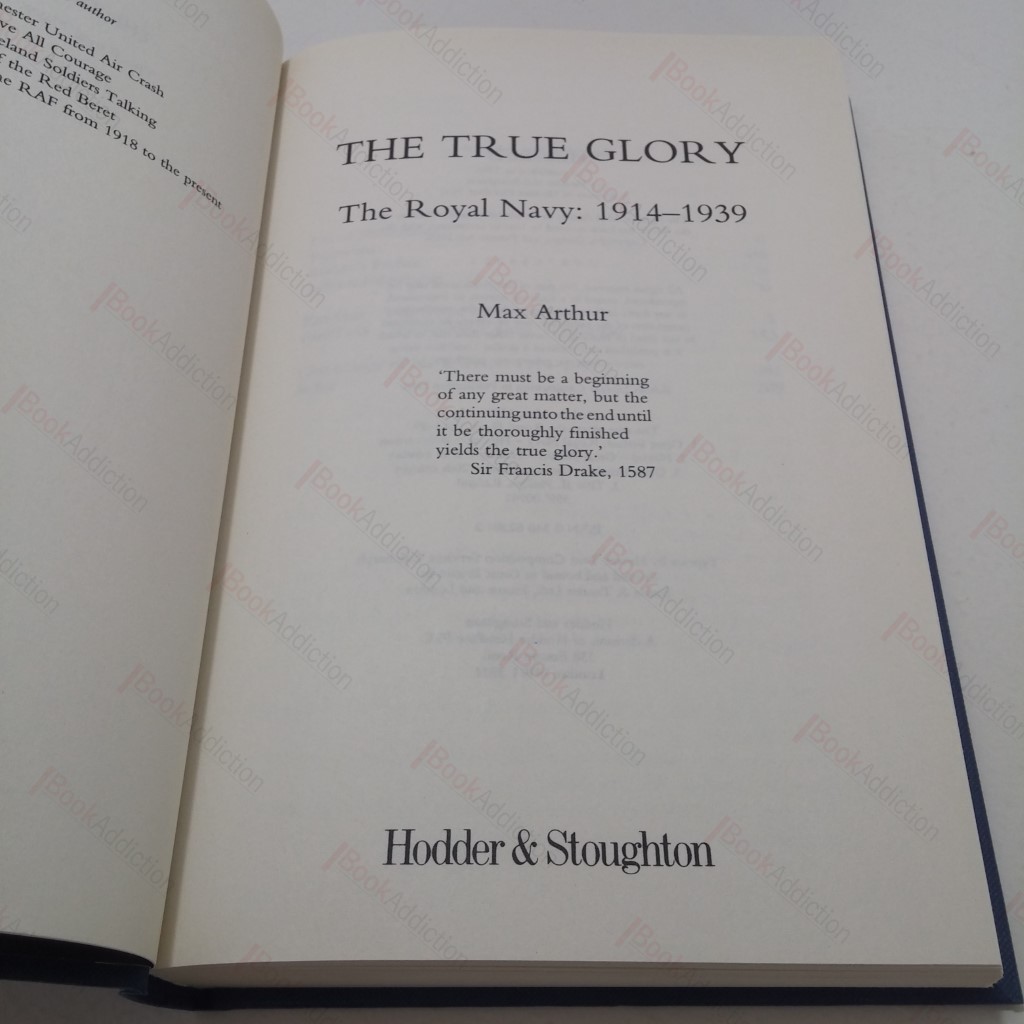 author
ester United Air Crash
ve All Courage
eland Soldiers Talking
the Red Beret
e RAF from 1918 to the present
THE TRUE GLORY
The Royal Navy: 1914–1939
Max Arthur
‘There must be a beginning
of any great matter, but the
continuing unto the end until
it be thoroughly finished
yields the true glory.’
Sir Francis Drake, 1587
Hodder & Stoughton
BookAddiction